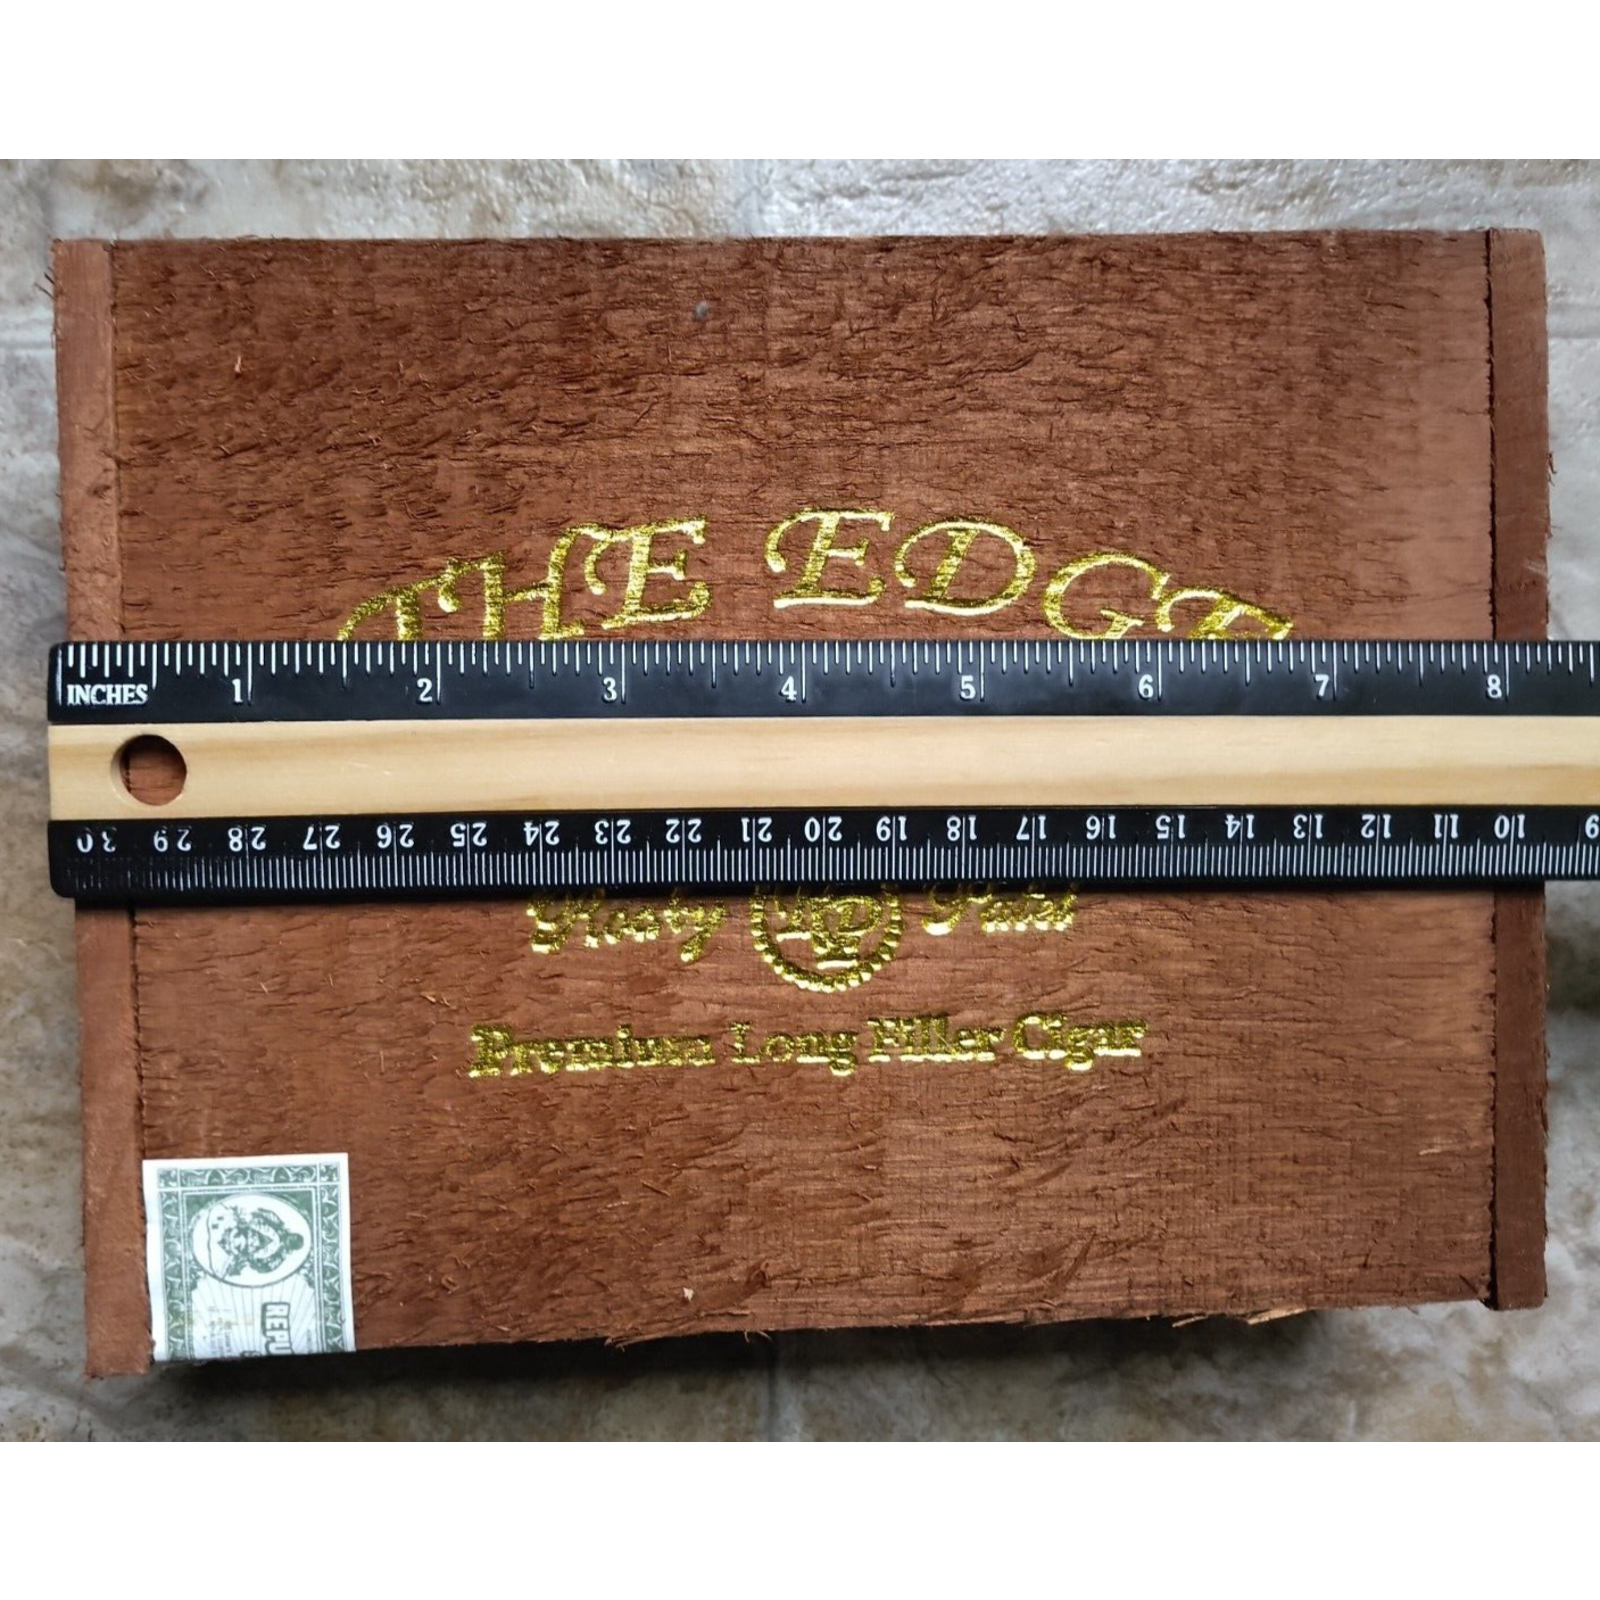 THE EDGE
1 2 3 4 5 6 7 8
INCHES
30 29 28 27 26 25 24 23 22 21 20 19 18 17 16 15 14 13 12 11 10 9
Rocky RP Patel
Premium Long Filler Cigar